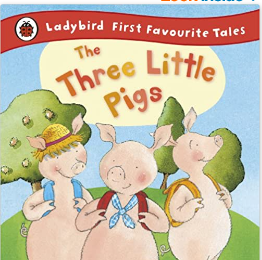 Ladybird First Favourite Tales
The
Three Little
Pigs